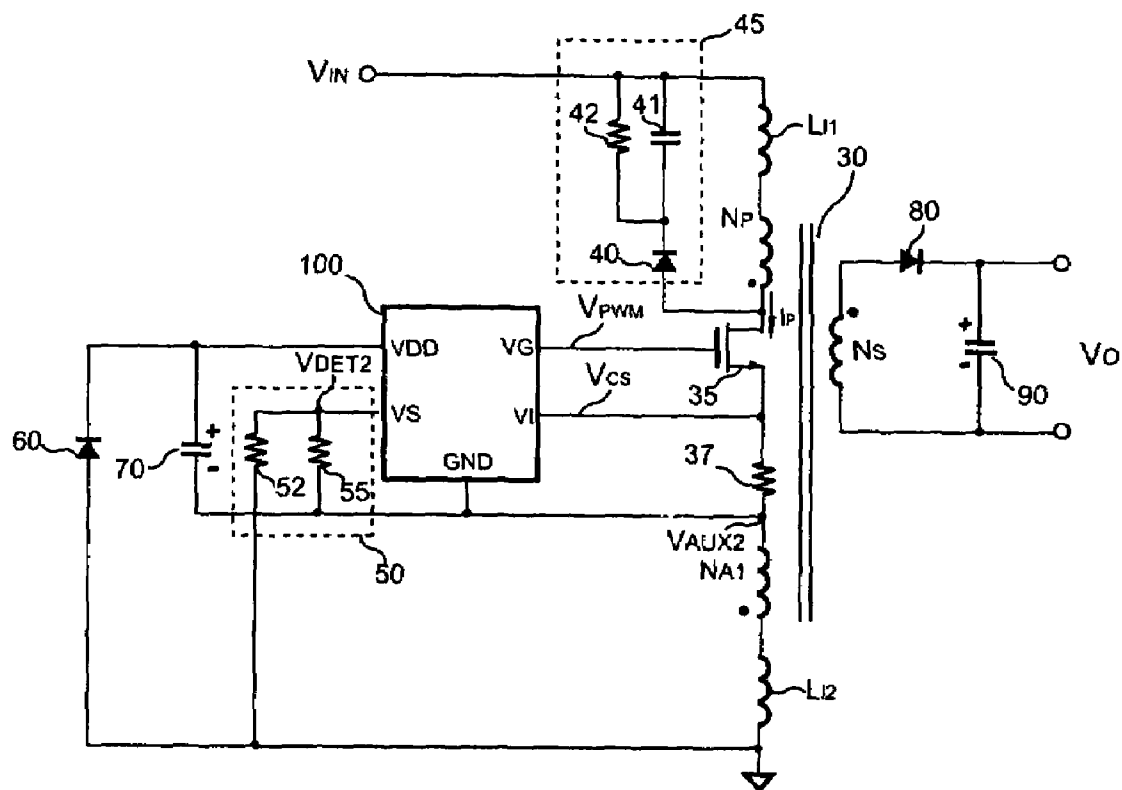 45
VIN
42
41
LI1
30
NP
80
40
100
IP
VPWM
VDD
VG
VDET2
+
NS
VO
-
VCS
VS
VI
35
90
60
70
+
-
52
55
GND
37
VAUX2
50
NA1
LI2